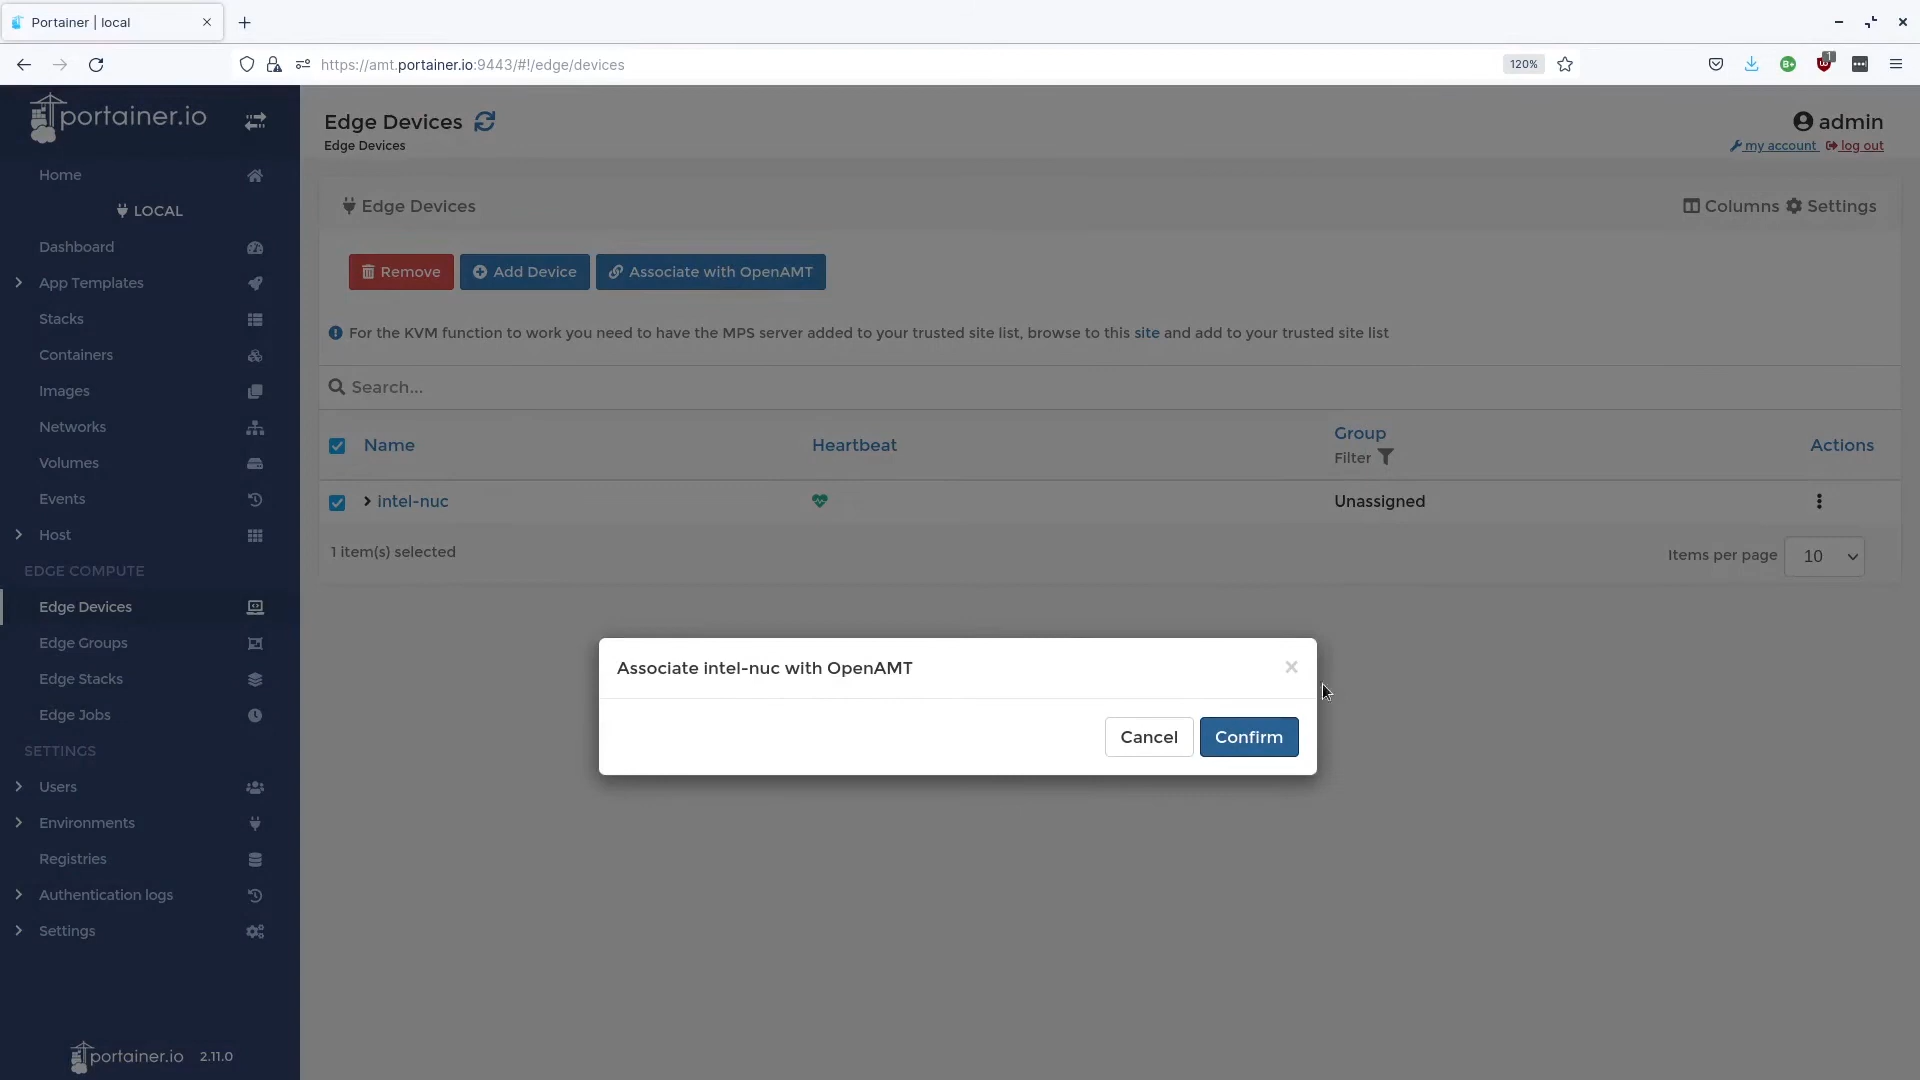 Portainer | local
https://amt.portainer.io:9443/#!/edge/devices
120%
1
portainer.io
Home
LOCAL
Dashboard
App Templates
Stacks
Containers
Images
Networks
Volumes
Events
Host
EDGE COMPUTE
Edge Devices
Edge Groups
Edge Stacks
Edge Jobs
SETTINGS
Users
Environments
Registries
Authentication logs
Settings
portainer.io 2.11.0
Edge Devices
Edge Devices
admin
my account log out
Edge Devices
Columns Settings
Remove Add Device Associate with OpenAMT
For the KVM function to work you need to have the MPS server added to your trusted site list, browse to this site and add to your trusted site list
Search...
Name Heartbeat Group Actions
Filter
intel-nuc Unassigned
1 item(s) selected
Items per page 10
Associate intel-nuc with OpenAMT
×
Cancel Confirm